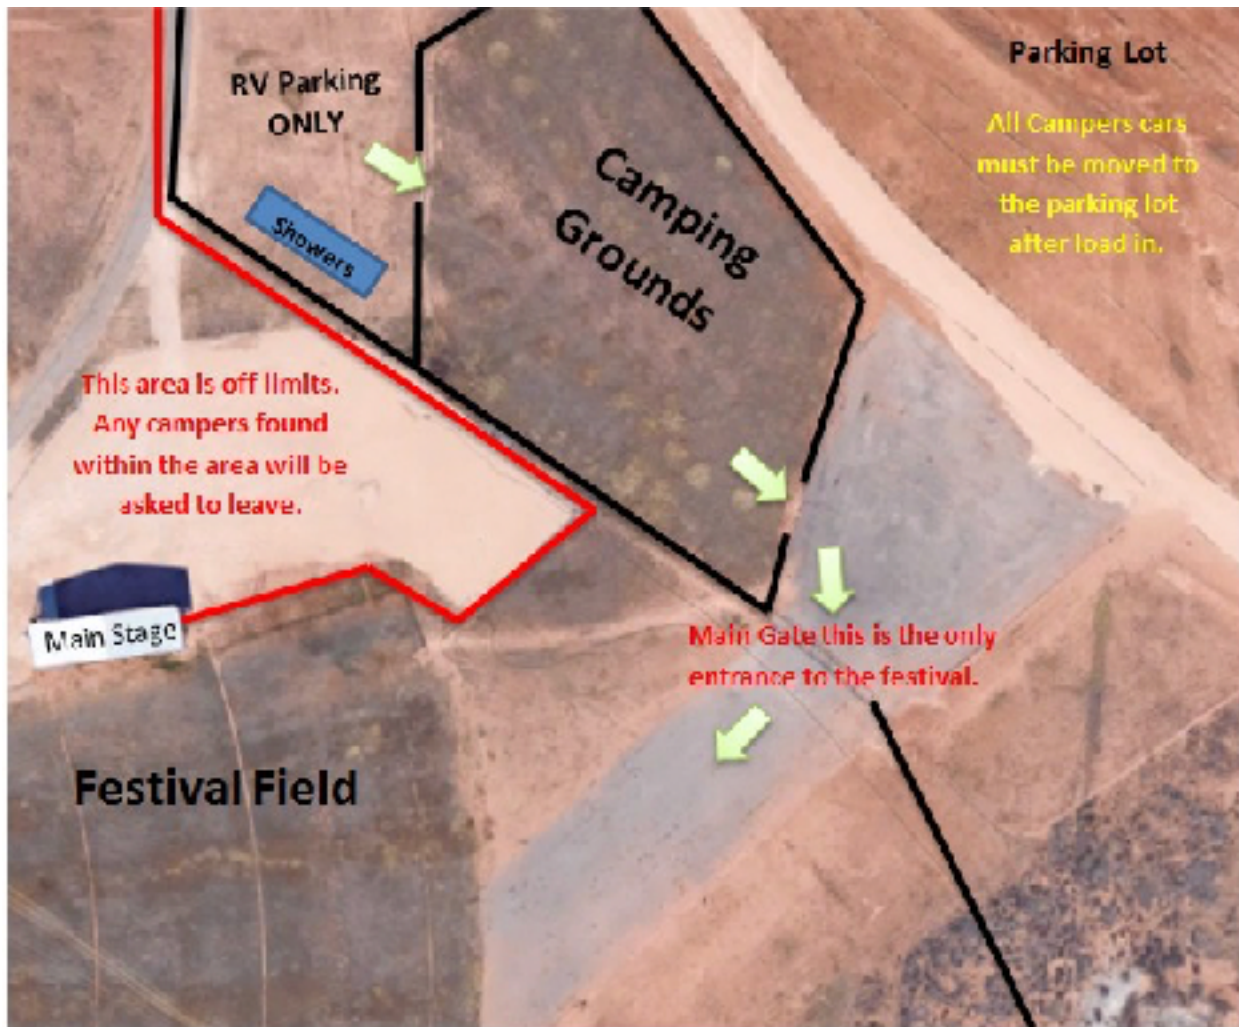 Parking Lot
All Campers cars
must be moved to
the parking lot
after load in.
RV Parking
ONLY
Camping
Grounds
Showers
This area is off limits.
Any campers found
within the area will be
asked to leave.
Main Stage
Main Gate this is the only
entrance to the festival.
Festival Field